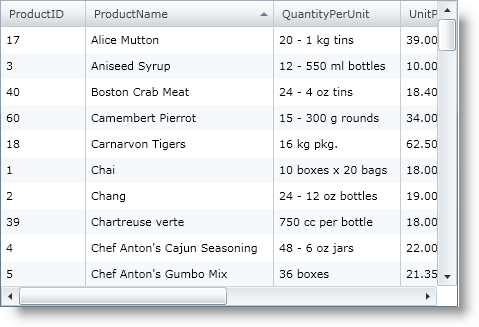 ProductID ProductName QuantityPerUnit UnitP
17 Alice Mutton 20 - 1 kg tins 39.00
3 Aniseed Syrup 12 - 550 ml bottles 10.00
40 Boston Crab Meat 24 - 4 oz tins 18.40
60 Camembert Pierrot 15 - 300 g rounds 34.00
18 Carnarvon Tigers 16 kg pkg. 62.50
1 Chai 10 boxes x 20 bags 18.00
2 Chang 24 - 12 oz bottles 19.00
39 Chartreuse verte 750 cc per bottle 18.00
4 Chef Anton's Cajun Seasoning 48 - 6 oz jars 22.00
5 Chef Anton's Gumbo Mix 36 boxes 21.35